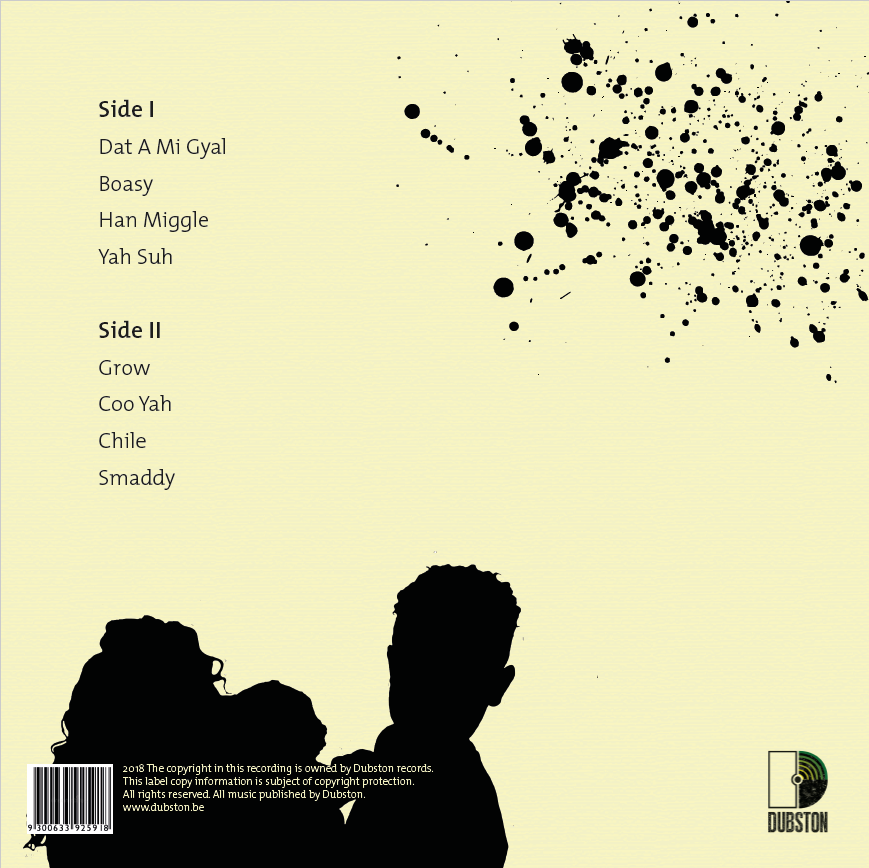 Side I
Dat A Mi Gyal
Boasy
Han Miggle
Yah Suh
Side II
Grow
Coo Yah
Chile
Smaddy
2018 The copyright in this recording is owned by Dubston records.
This label copy information is subject of copyright protection.
All rights reserved. All music published by Dubston.
www.dubston.be
9 300633 925918
DUBSTON